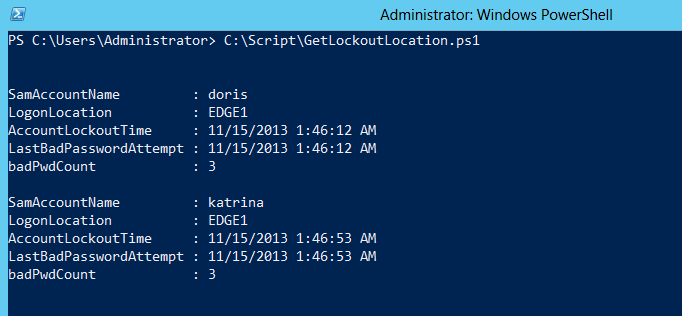 Administrator: Windows PowerShell
PS C:\Users\Administrator> C:\Script\GetLockoutLocation.ps1
SamAccountName : doris
LogonLocation : EDGE1
AccountLockoutTime : 11/15/2013 1:46:12 AM
LastBadPasswordAttempt : 11/15/2013 1:46:12 AM
badPwdCount : 3
SamAccountName : katrina
LogonLocation : EDGE1
AccountLockoutTime : 11/15/2013 1:46:53 AM
LastBadPasswordAttempt : 11/15/2013 1:46:53 AM
badPwdCount : 3